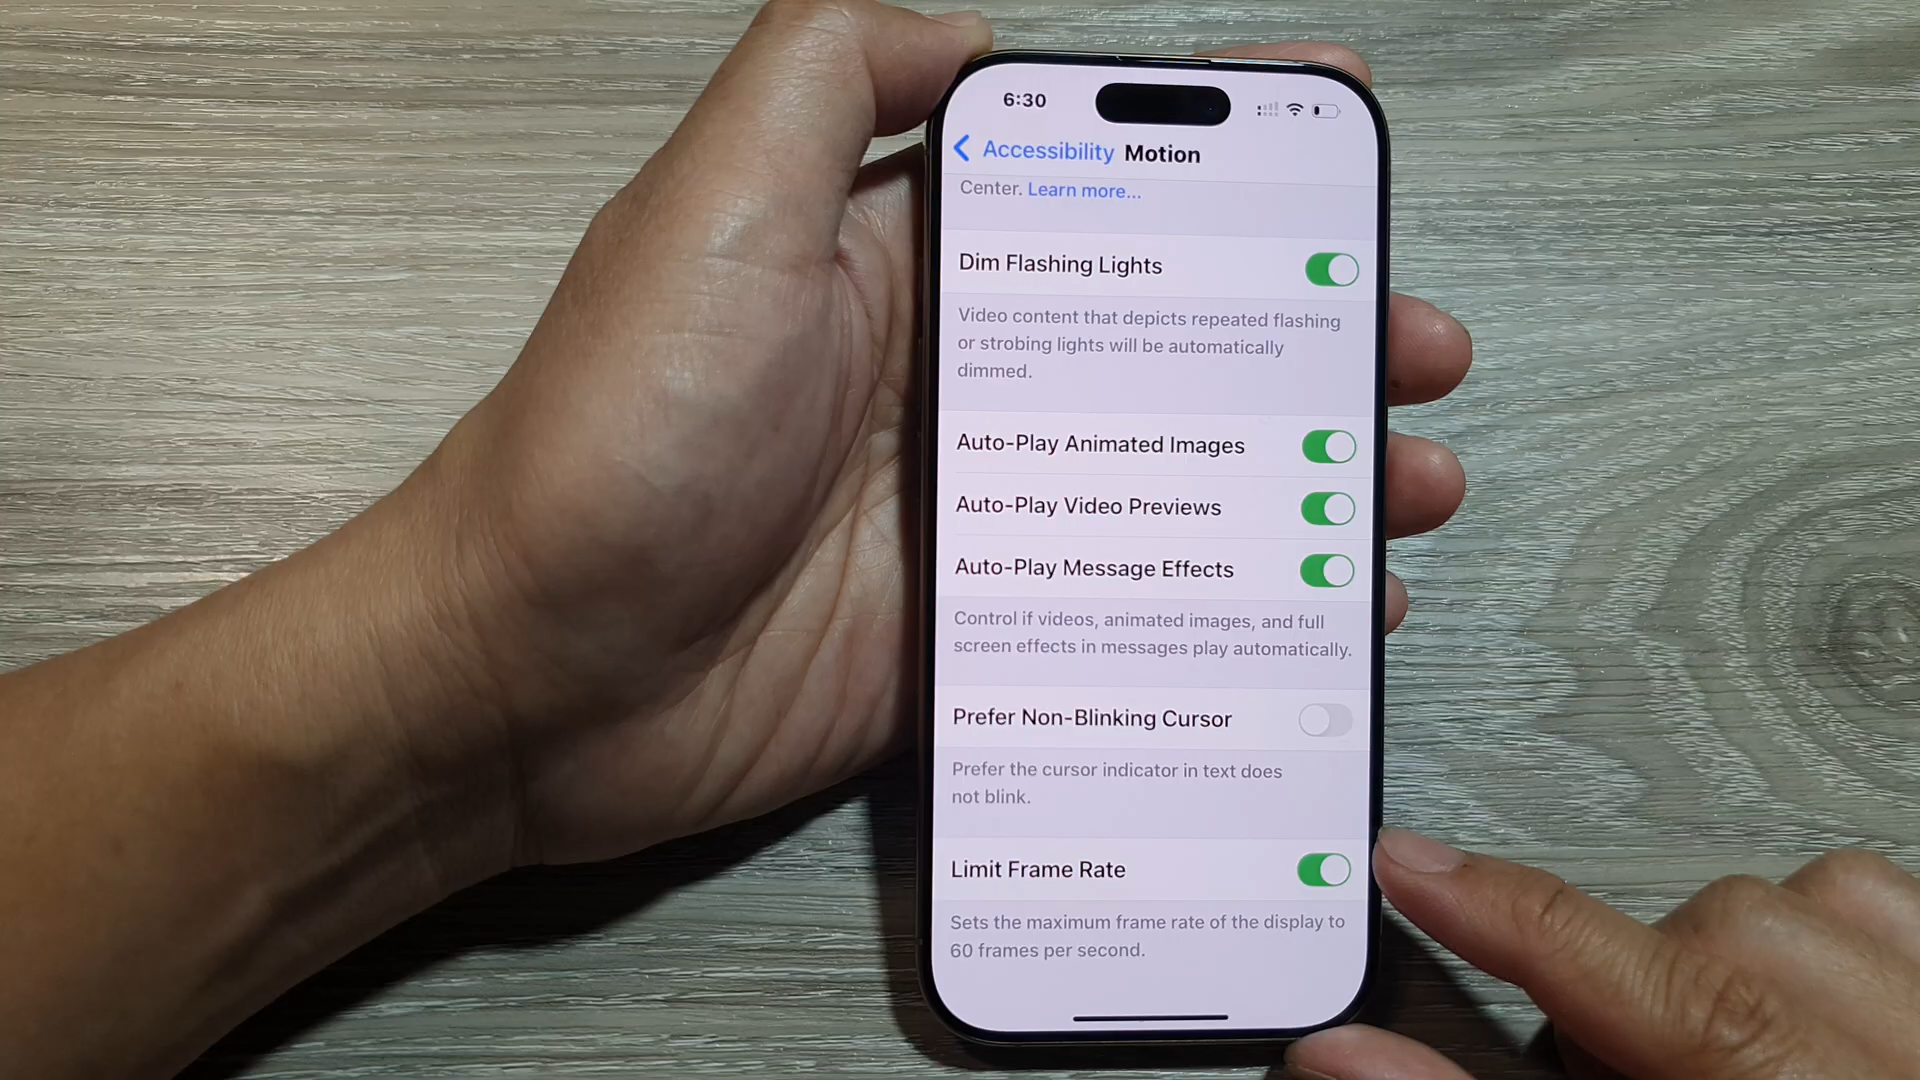 6:30
Accessibility Motion
Center. Learn more...
Dim Flashing Lights
Video content that depicts repeated flashing
or strobing lights will be automatically
dimmed.
Auto-Play Animated Images
Auto-Play Video Previews
Auto-Play Message Effects
Control if videos, animated images, and full
screen effects in messages play automatically.
Prefer Non-Blinking Cursor
Prefer the cursor indicator in text does
not blink.
Limit Frame Rate
Sets the maximum frame rate of the display to
60 frames per second.